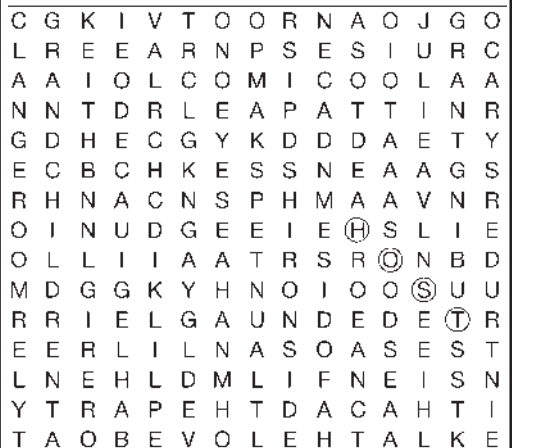 C G K I V T O O R N A O J G O
L R E E A R N P S E S I U R C
A A I O L C O M I C O O L A A
N N T D R L E A P A T T I N R
G D H E C G Y K D D D A E T Y
E C B C H K E S S N E A A G S
R H N A C N S P H M A A V N R
O I N U D G E E I E H S L I E
O L L I I A A T R S R O N B D
M D G G K Y H N O I O O S U U
R R I E L G A U N D E D E T R
E E R L I L N A S O A S E S T
L N E H L D M L I F N E I S N
Y T R A P E H T D A C A H T I
T A O B E V O L E H T A L K E